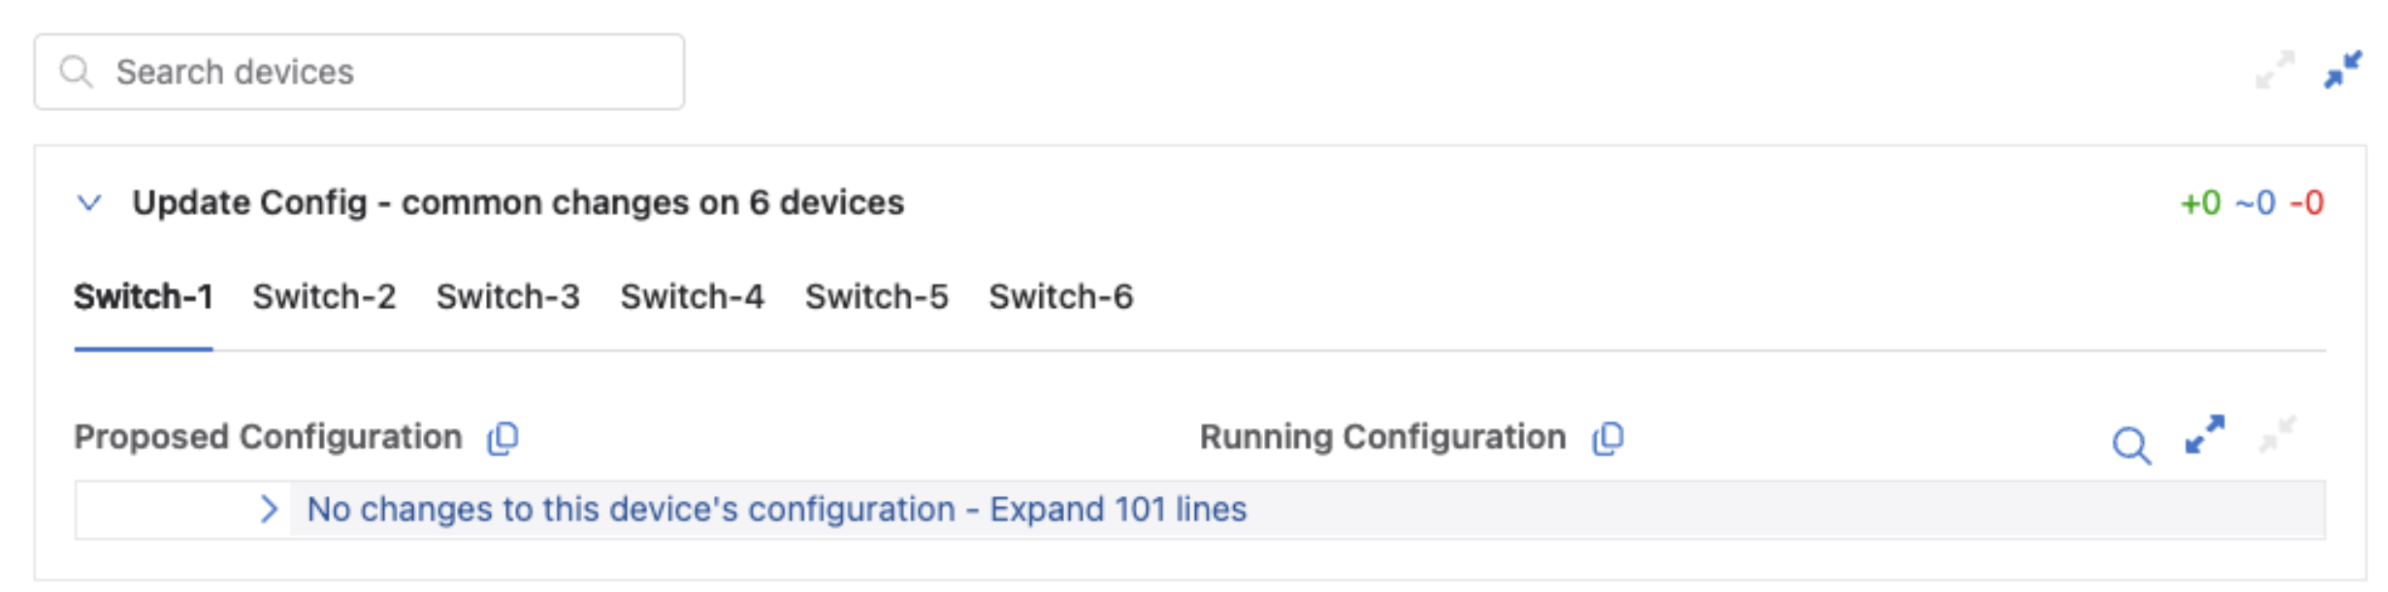 Search devices
Update Config - common changes on 6 devices +0 ~0 -0
Switch-1 Switch-2 Switch-3 Switch-4 Switch-5 Switch-6
Proposed Configuration Running Configuration
No changes to this device's configuration - Expand 101 lines